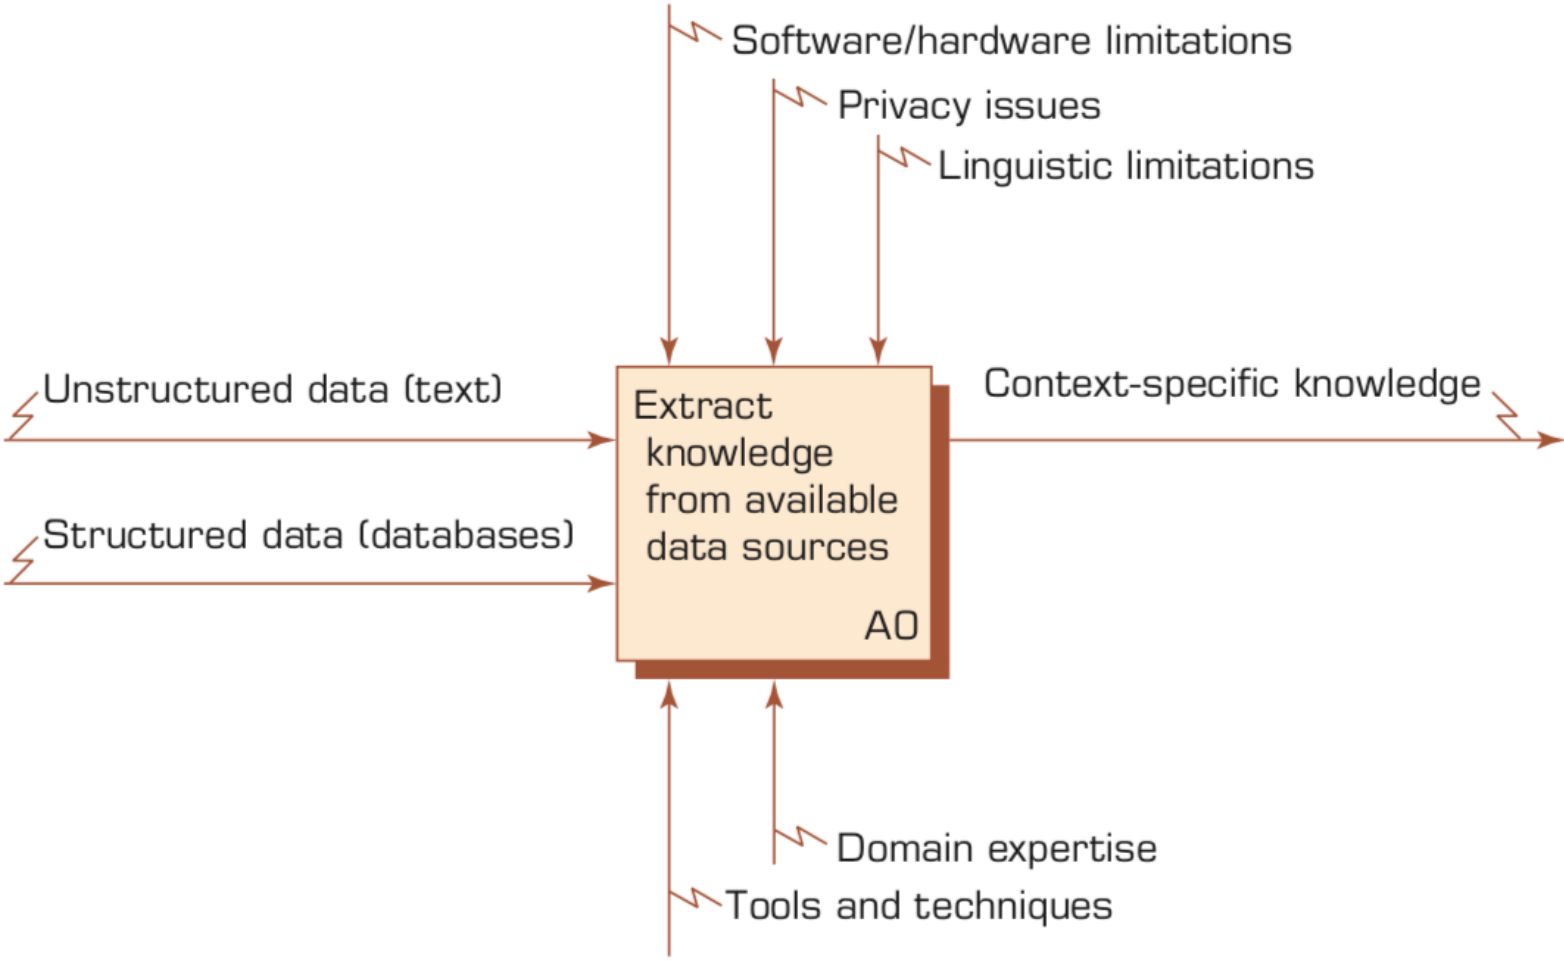 Software/hardware limitations
Privacy issues
Linguistic limitations
Unstructured data (text)
Structured data (databases)
Extract
knowledge
from available
data sources
A0
Context-specific knowledge
Domain expertise
Tools and techniques